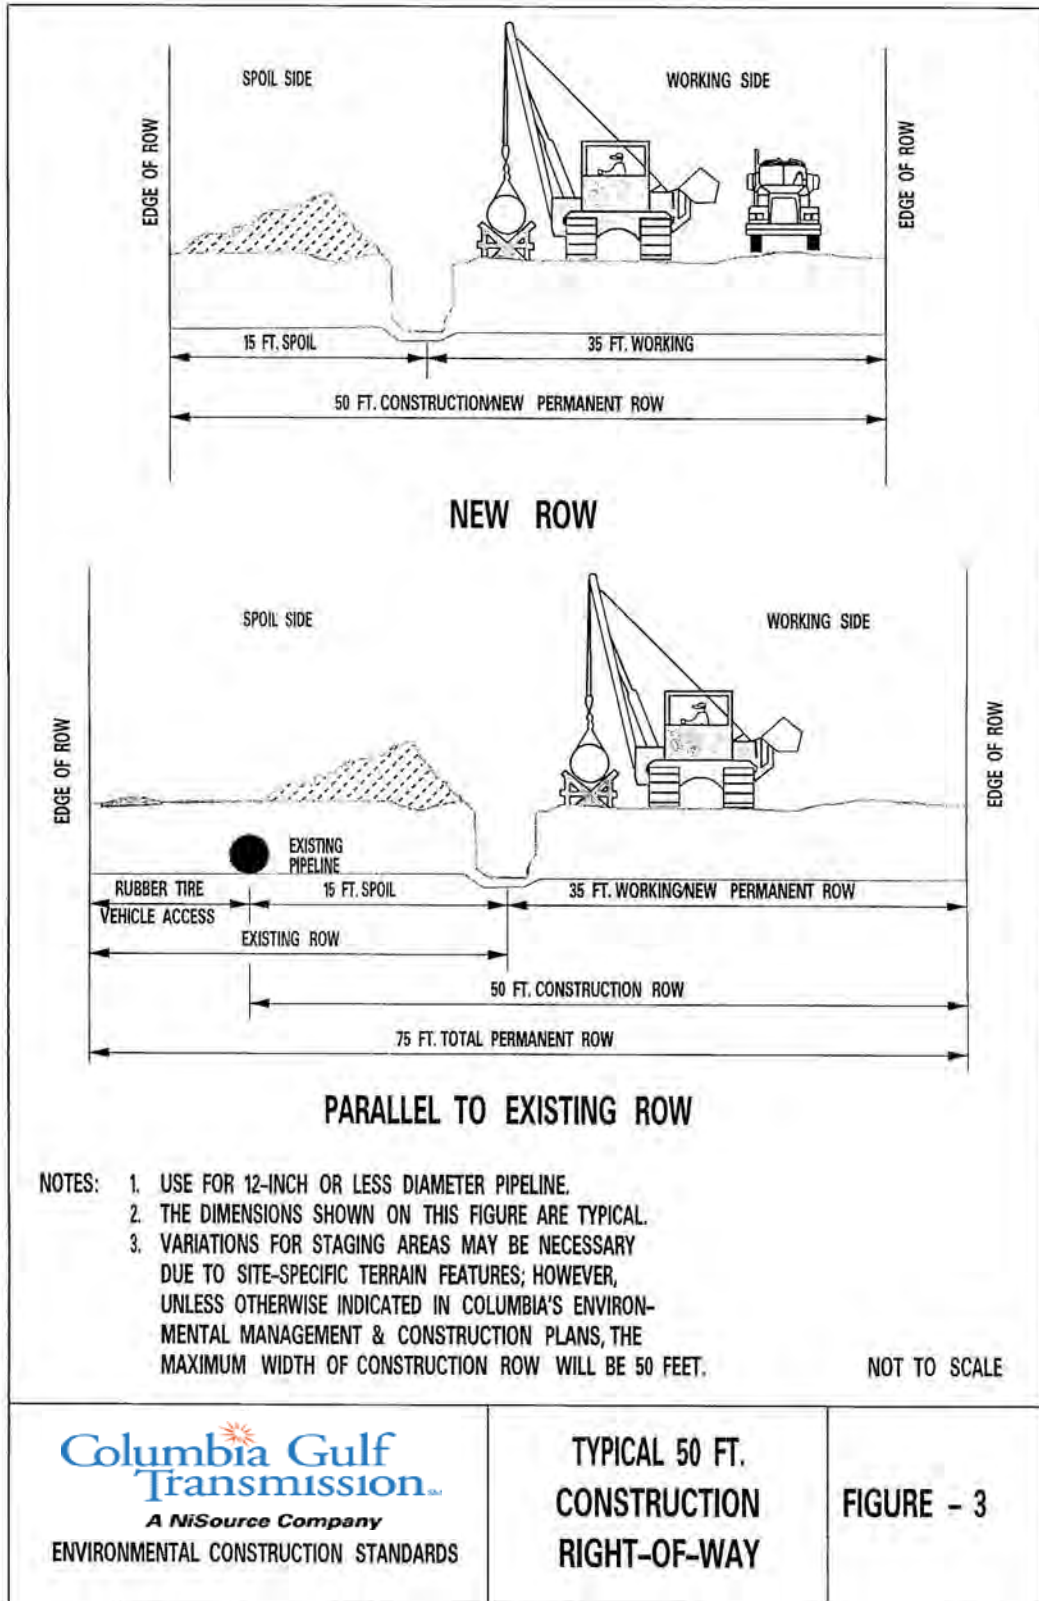 SPOIL SIDE
WORKING SIDE
EDGE OF ROW
EDGE OF ROW
15 FT. SPOIL
35 FT. WORKING
50 FT. CONSTRUCTION/NEW PERMANENT ROW
NEW ROW
SPOIL SIDE
WORKING SIDE
EDGE OF ROW
EDGE OF ROW
EXISTING
PIPELINE
RUBBER TIRE
VEHICLE ACCESS
15 FT. SPOIL
35 FT. WORKING/NEW PERMANENT ROW
EXISTING ROW
50 FT. CONSTRUCTION ROW
75 FT. TOTAL PERMANENT ROW
PARALLEL TO EXISTING ROW
NOTES: 1. USE FOR 12-INCH OR LESS DIAMETER PIPELINE.
2. THE DIMENSIONS SHOWN ON THIS FIGURE ARE TYPICAL.
3. VARIATIONS FOR STAGING AREAS MAY BE NECESSARY
DUE TO SITE-SPECIFIC TERRAIN FEATURES; HOWEVER,
UNLESS OTHERWISE INDICATED IN COLUMBIA'S ENVIRON-
MENTAL MANAGEMENT & CONSTRUCTION PLANS, THE
MAXIMUM WIDTH OF CONSTRUCTION ROW WILL BE 50 FEET.
NOT TO SCALE
Columbia Gulf
Transmission
A NiSource Company
ENVIRONMENTAL CONSTRUCTION STANDARDS
TYPICAL 50 FT.
CONSTRUCTION
RIGHT-OF-WAY
FIGURE - 3